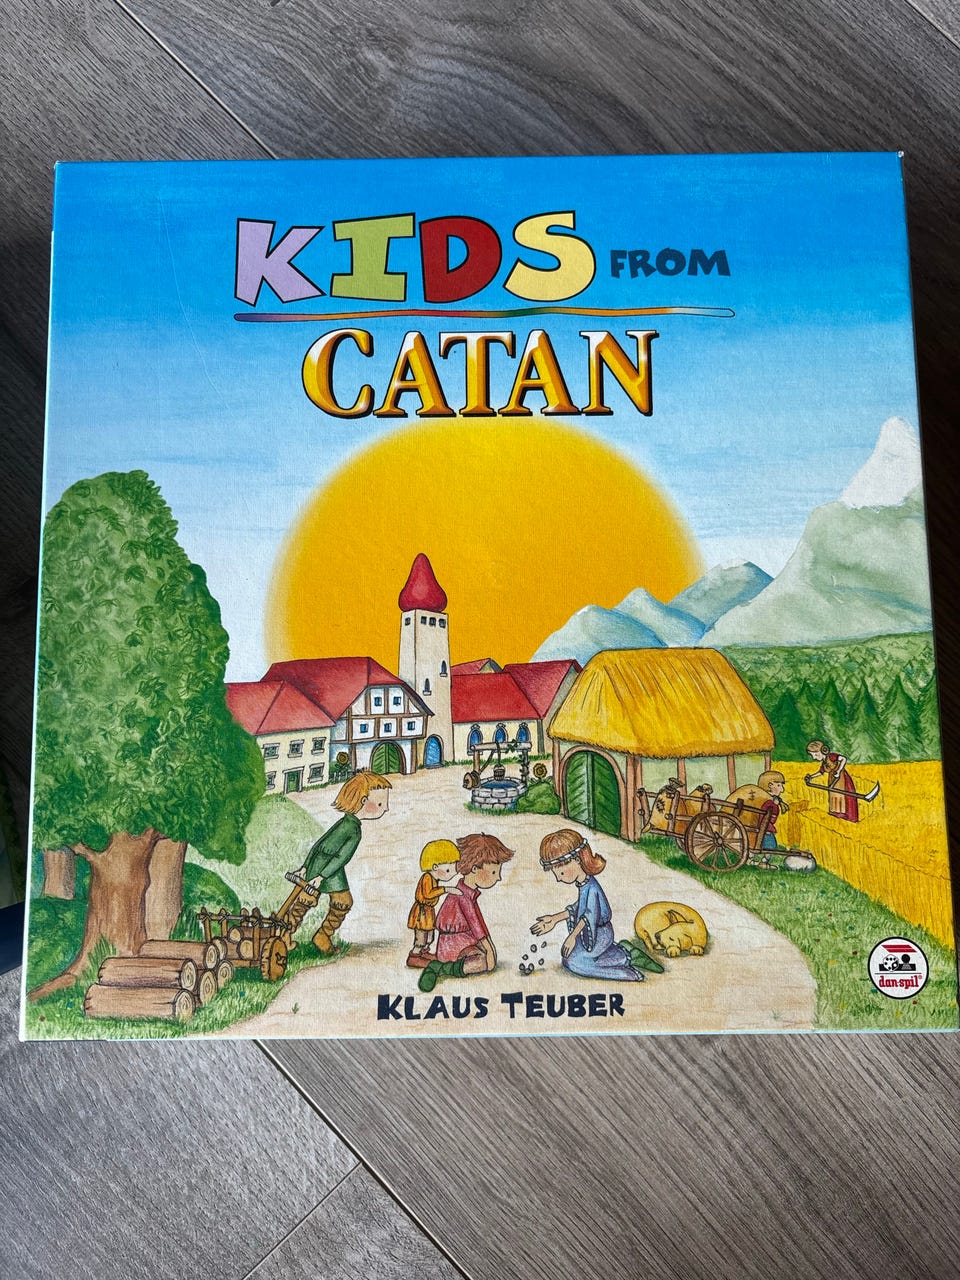 KIDS FROM
CATAN
KLAUS TEUBER
dan-spil®